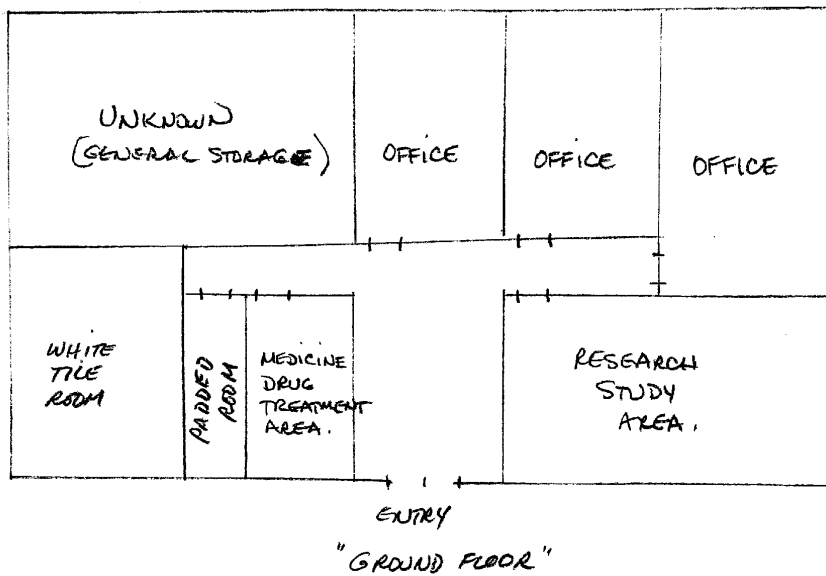 UNKNOWN
(GENERAL STORAGE)
OFFICE
OFFICE
OFFICE
WHITE
TILE
ROOM
PADDED
ROOM
MEDICINE
DRUG
TREATMENT
AREA.
RESEARCH
STUDY
AREA.
ENTRY
"GROUND FLOOR"